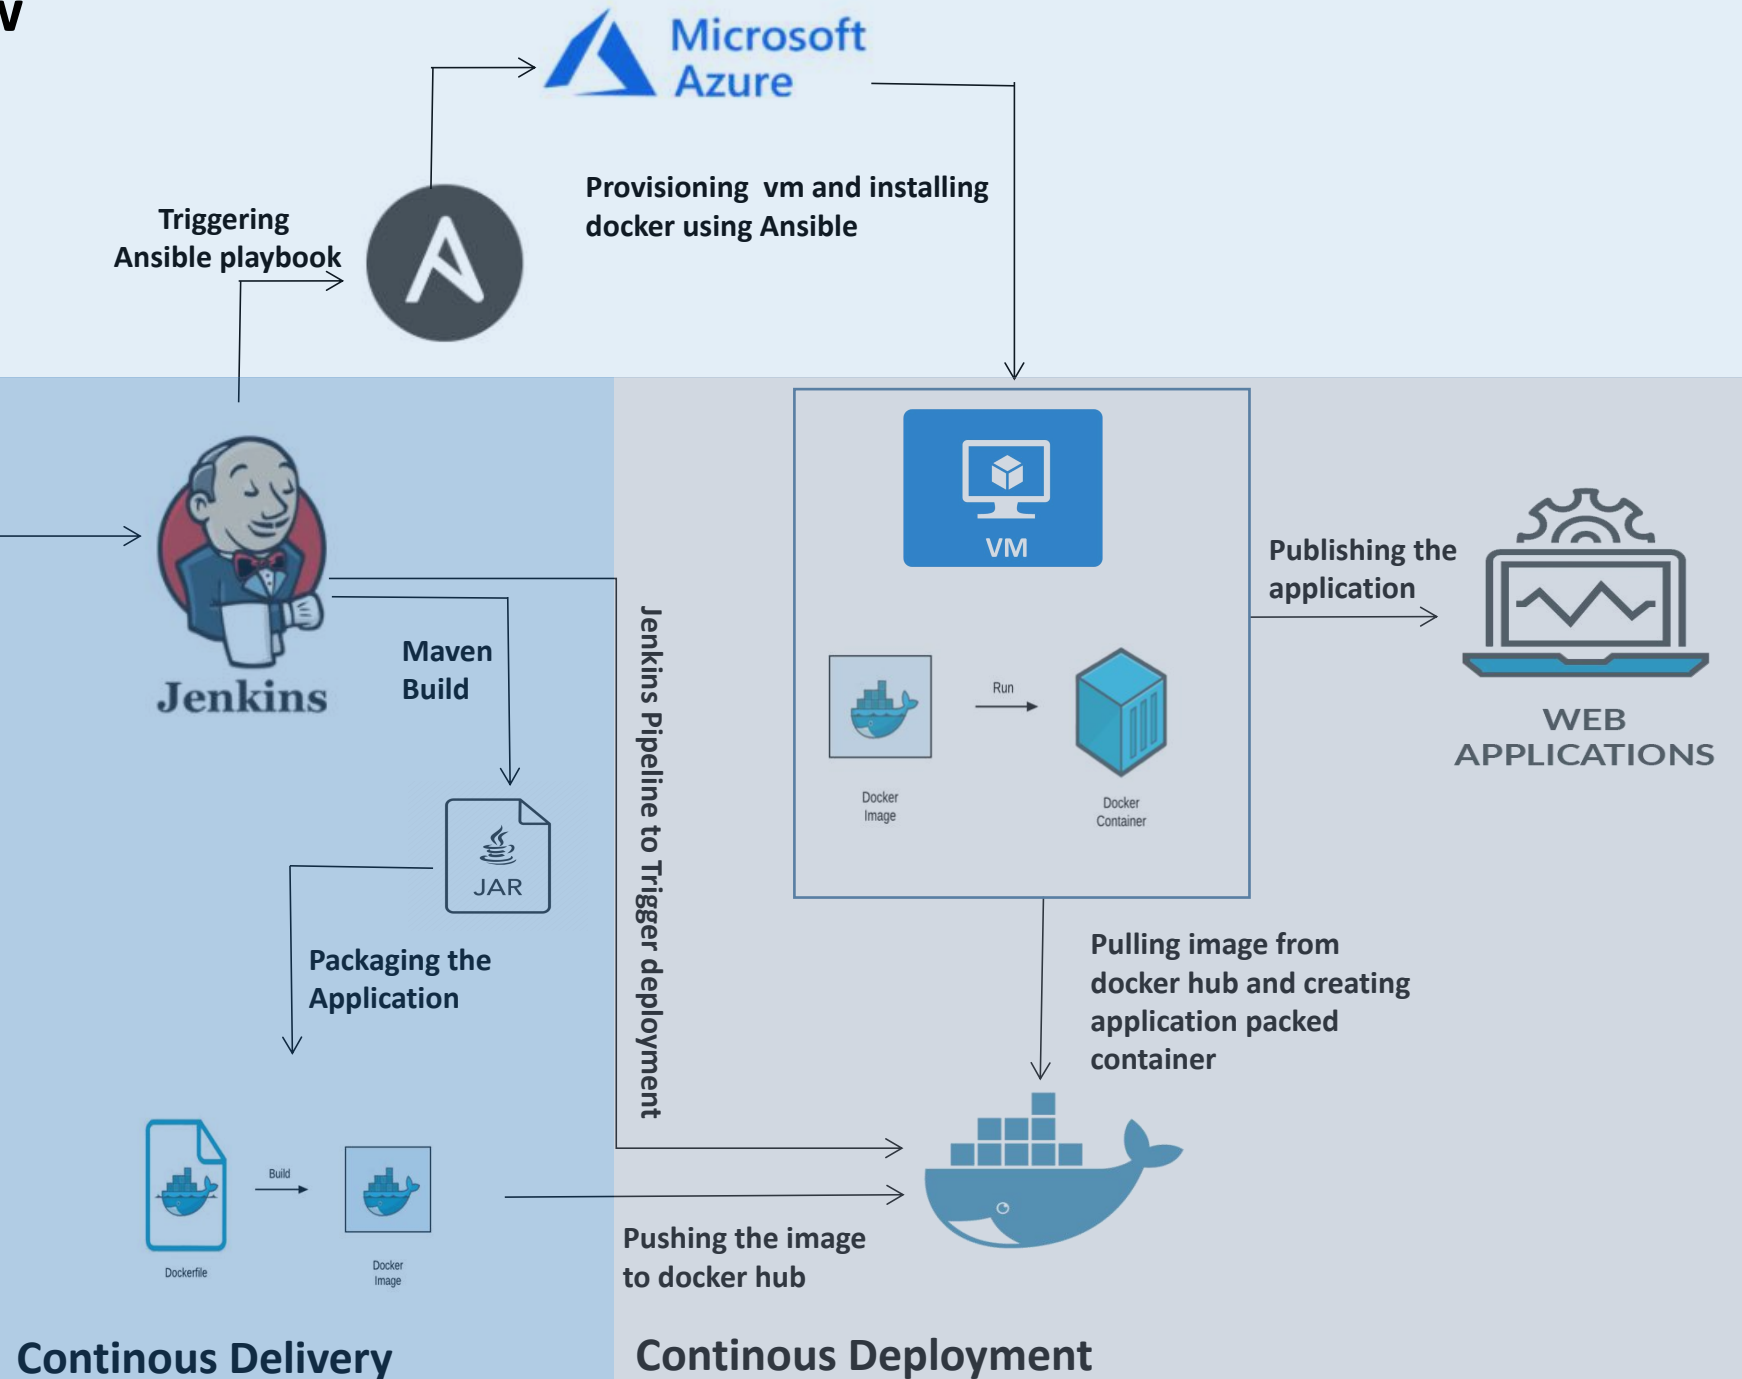 Microsoft
Azure
Provisioning vm and installing
docker using Ansible
Triggering
Ansible playbook
Jenkins
Maven
Build
JAR
Packaging the
Application
Build
Dockerfile
Docker
Image
Continous Delivery
Jenkins Pipeline to Trigger deployment
VM
Run
Docker
Image
Docker
Container
Publishing the
application
WEB
APPLICATIONS
Pulling image from
docker hub and creating
application packed
container
Pushing the image
to docker hub
Continous Deployment